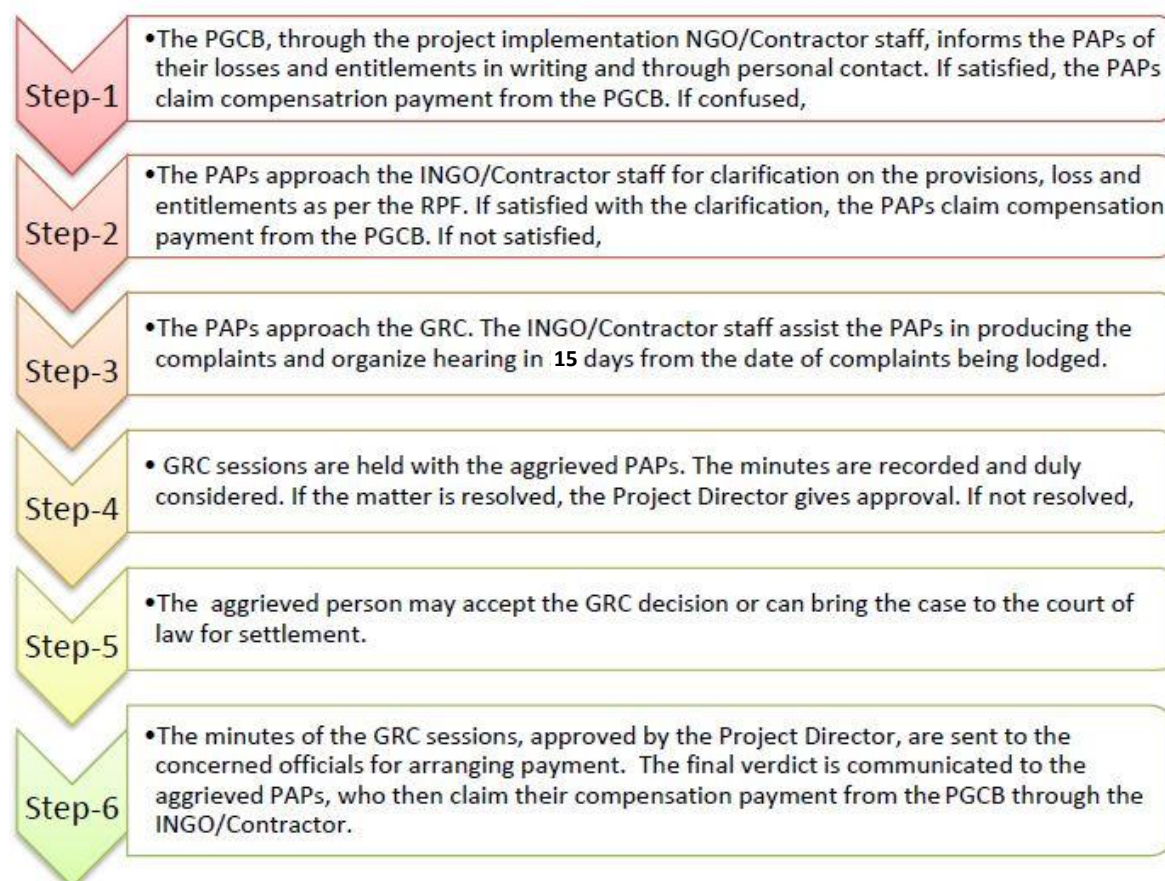 Step-1
•The PGCB, through the project implementation NGO/Contractor staff, informs the PAPs of
their losses and entitlements in writing and through personal contact. If satisfied, the PAPs
claim compensatrion payment from the PGCB. If confused,
Step-2
•The PAPs approach the INGO/Contractor staff for clarification on the provisions, loss and
entitlements as per the RPF. If satisfied with the clarification, the PAPs claim compensation
payment from the PGCB. If not satisfied,
Step-3
•The PAPs approach the GRC. The INGO/Contractor staff assist the PAPs in producing the
complaints and organize hearing in 15 days from the date of complaints being lodged.
Step-4
• GRC sessions are held with the aggrieved PAPs. The minutes are recorded and duly
considered. If the matter is resolved, the Project Director gives approval. If not resolved,
Step-5
•The aggrieved person may accept the GRC decision or can bring the case to the court of
law for settlement.
Step-6
•The minutes of the GRC sessions, approved by the Project Director, are sent to the
concerned officials for arranging payment. The final verdict is communicated to the
aggrieved PAPs, who then claim their compensation payment from the PGCB through the
INGO/Contractor.